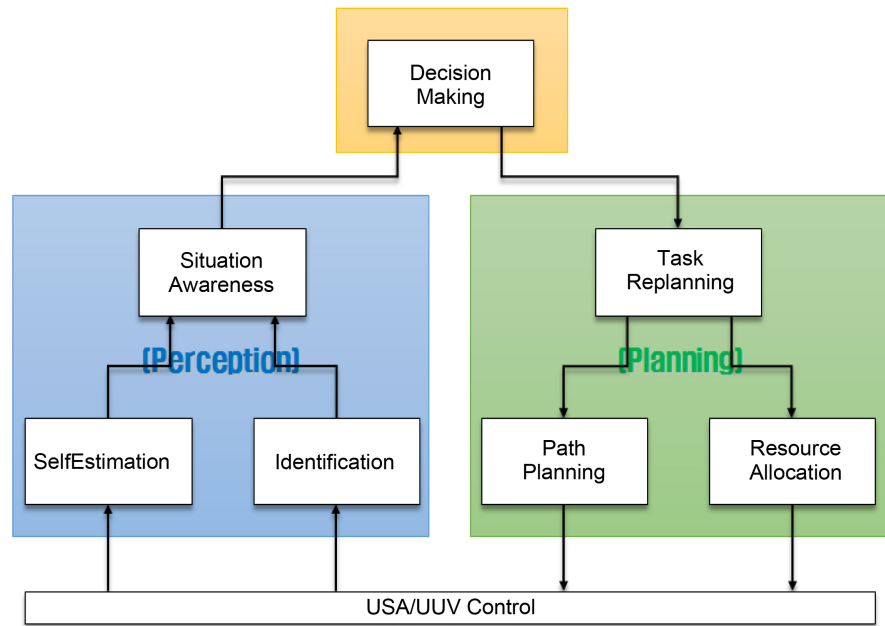 Decision
Making
Situation
Awareness
Task
Replanning
(Perception)
(Planning)
SelfEstimation
Identification
Path
Planning
Resource
Allocation
USA/UUV Control